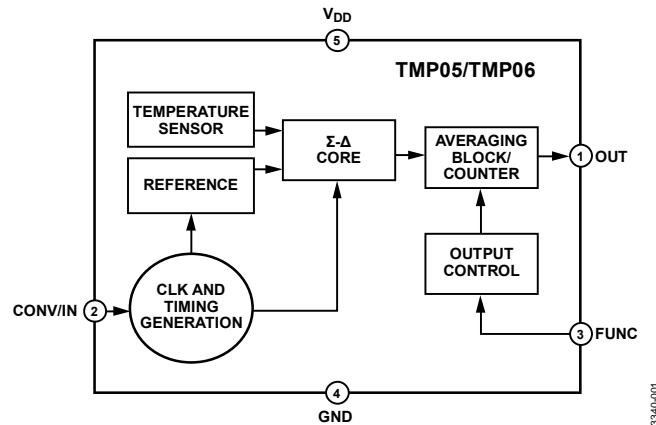 VDD
5
TMP05/TMP06
TEMPERATURE
SENSOR
Σ-Δ
CORE
AVERAGING
BLOCK/
COUNTER
1 OUT
REFERENCE
OUTPUT
CONTROL
CLK AND
TIMING
GENERATION
CONV/IN 2
3 FUNC
4
GND
3340-001